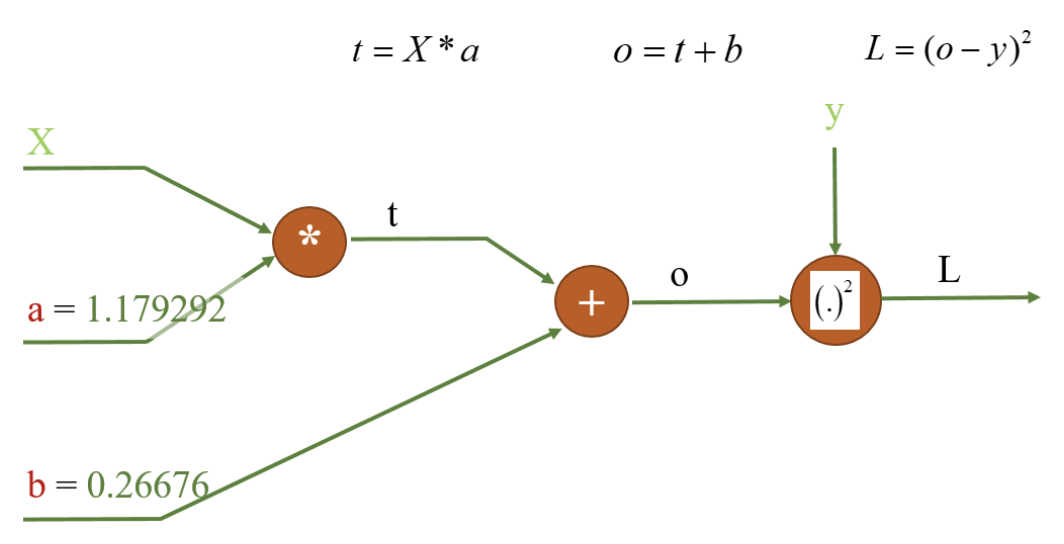 t = X * a
o = t + b
L = (o − y)²
y
X
*
t
a = 1.179292
+
o
(.)²
L
b = 0.26676